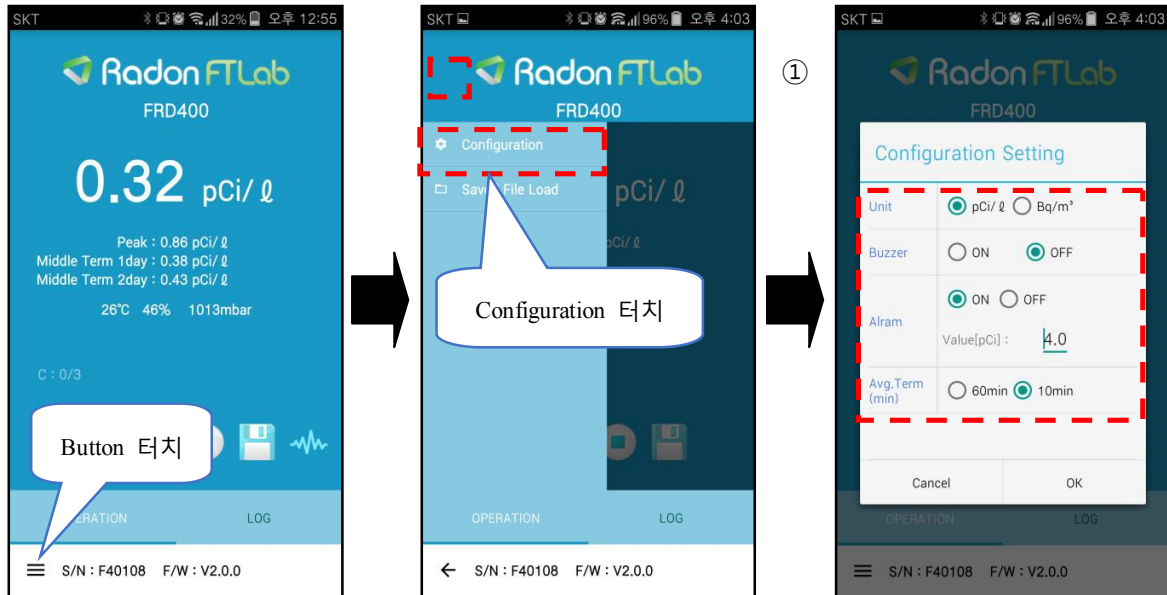 SKT 32% 오후 12:55
Radon FTLab
FRD400
0.32 pCi/ℓ
Peak : 0.86 pCi/ℓ
Middle Term 1day : 0.38 pCi/ℓ
Middle Term 2day : 0.43 pCi/ℓ
26℃ 46% 1013mbar
C : 0/3
Button 터치
OPERATION LOG
S/N : F40108 F/W : V2.0.0
SKT 96% 오후 4:03
Radon FTLab
FRD400
Configuration
Save File Load
pCi/ℓ
pCi/ℓ
Configuration 터치
OPERATION LOG
S/N : F40108 F/W : V2.0.0
①
SKT 96% 오후 4:03
Radon FTLab
FRD400
Configuration Setting
Unit pCi/ℓ Bq/m³
Buzzer ON OFF
Alram ON OFF
Value[pCi] : 4.0
Avg.Term
(min) 60min 10min
Cancel OK
OPERATION LOG
S/N : F40108 F/W : V2.0.0